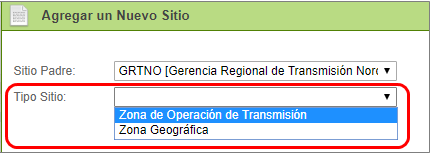 Agregar un Nuevo Sitio
Sitio Padre: GRTNO [Gerencia Regional de Transmisión
Tipo Sitio:
Zona de Operación de Transmisión
Zona Geográfica